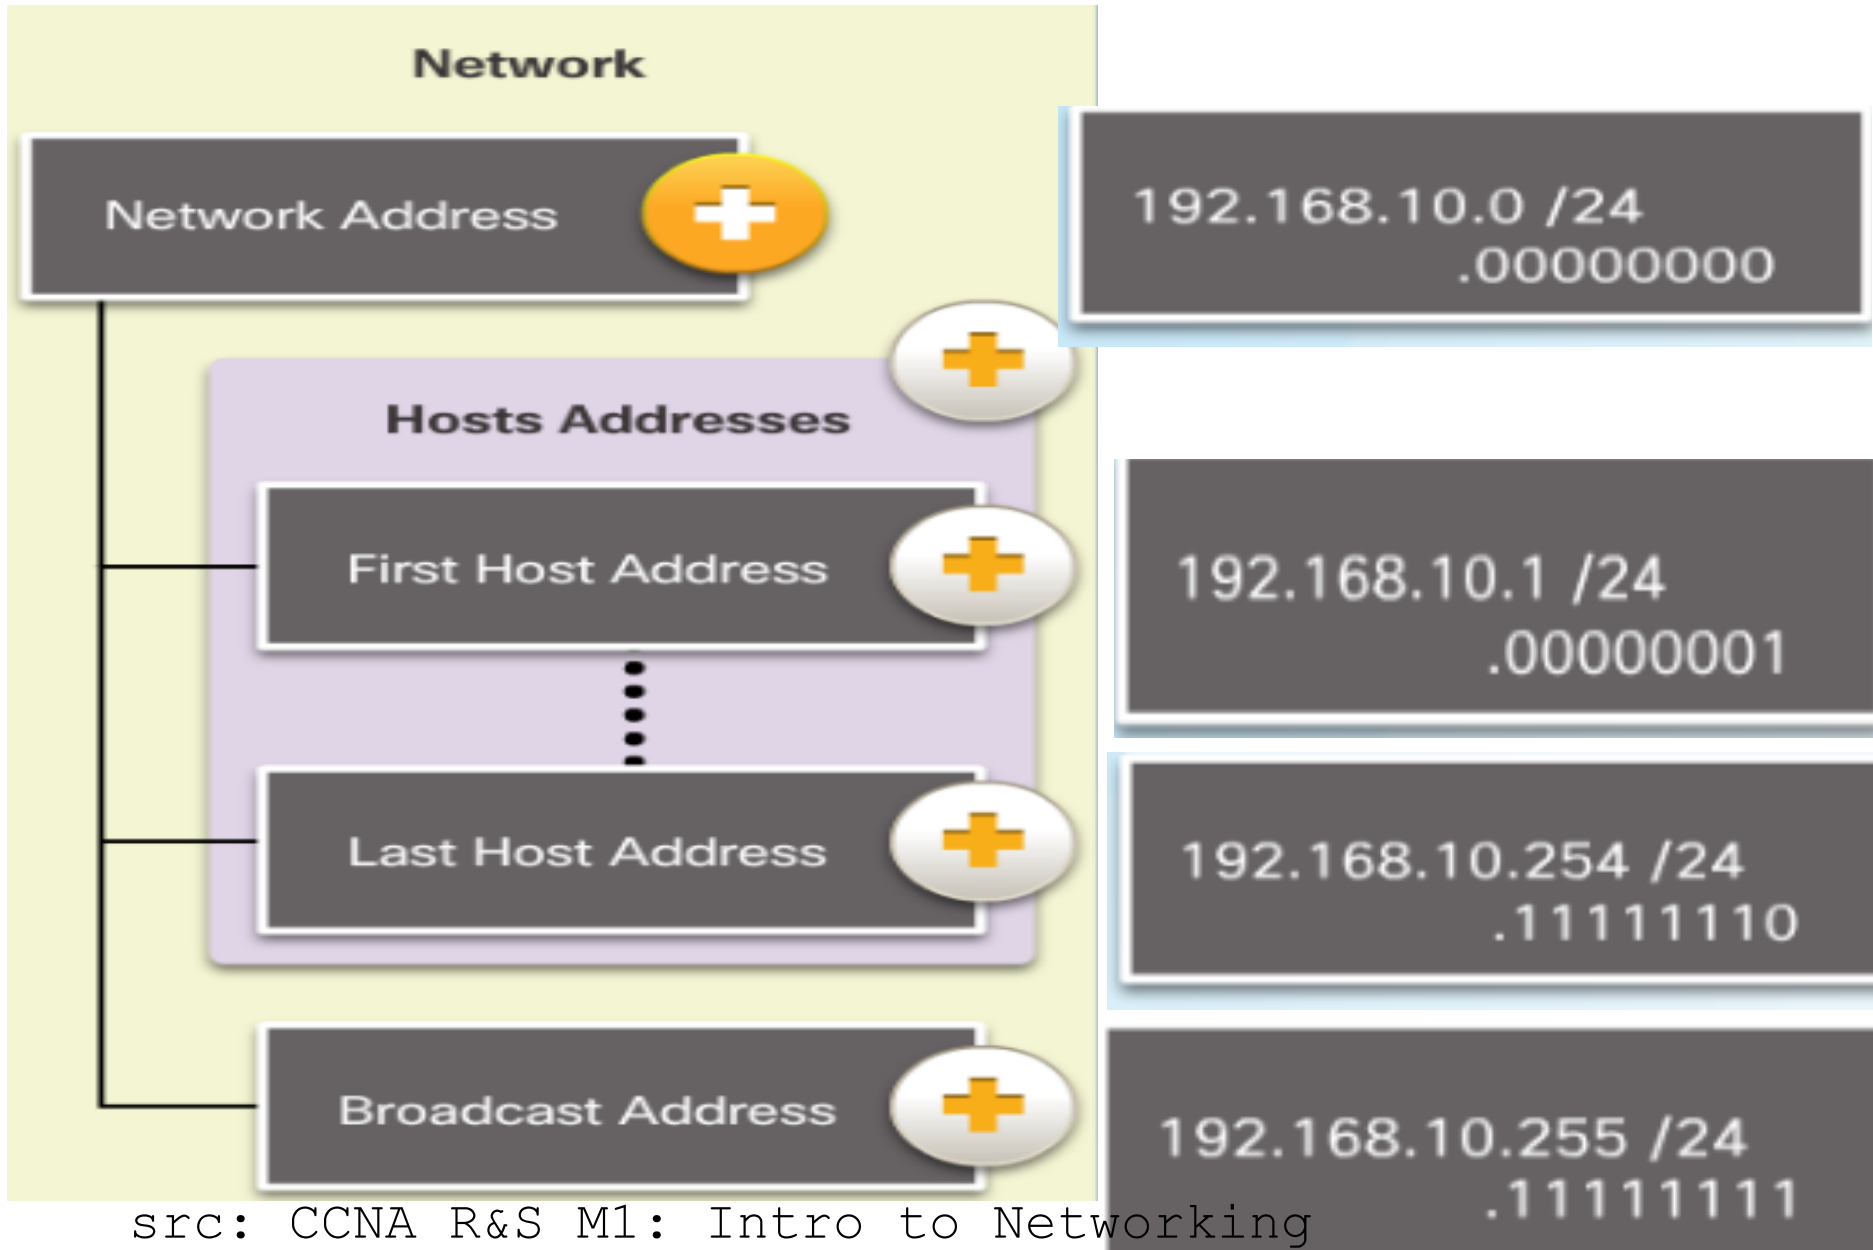 Network
Network Address
192.168.10.0 /24
.00000000
Hosts Addresses
First Host Address
192.168.10.1 /24
.00000001
Last Host Address
192.168.10.254 /24
.11111110
Broadcast Address
192.168.10.255 /24
.11111111
src: CCNA R&S M1: Intro to Networking